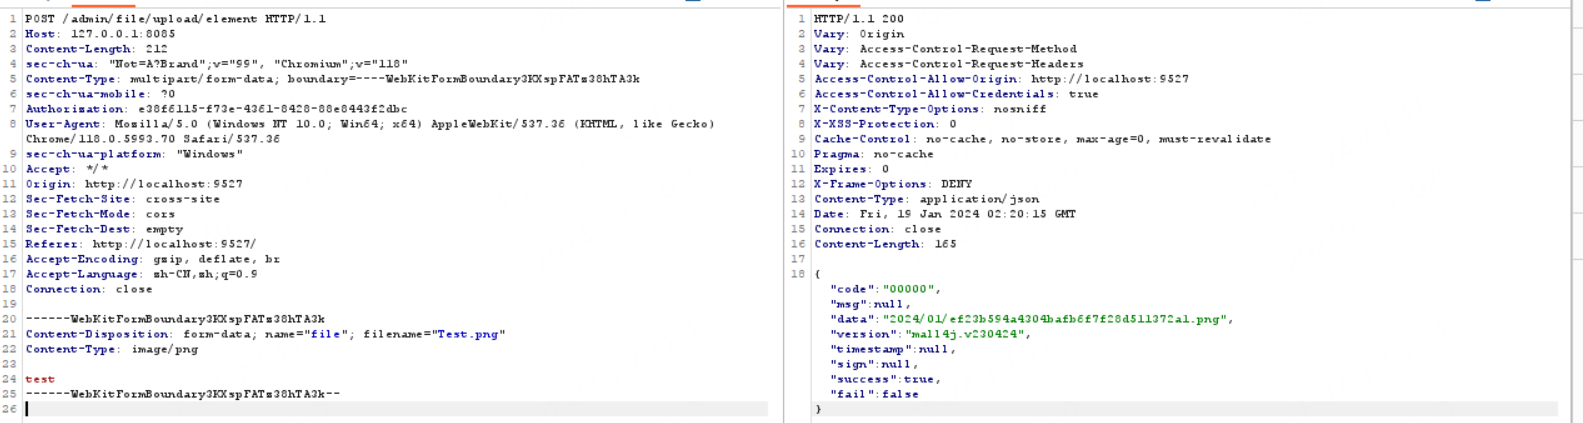 1 POST /admin/file/upload/element HTTP/1.1
2 Host: 127.0.0.1:8085
3 Content-Length: 212
4 sec-ch-ua: "Not=A?Brand";v="99", "Chromium";v="118"
5 Content-Type: multipart/form-data; boundary=----WebKitFormBoundary3KXspFATz38hTA3k
6 sec-ch-ua-mobile: ?0
7 Authorization: e38f6115-f73e-4361-8428-88e8443f2dbc
8 User-Agent: Mozilla/5.0 (Windows NT 10.0; Win64; x64) AppleWebKit/537.36 (KHTML, like Gecko)
Chrome/118.0.5993.70 Safari/537.36
9 sec-ch-ua-platform: "Windows"
10 Accept: */*
11 Origin: http://localhost:9527
12 Sec-Fetch-Site: cross-site
13 Sec-Fetch-Mode: cors
14 Sec-Fetch-Dest: empty
15 Referer: http://localhost:9527/
16 Accept-Encoding: gzip, deflate, br
17 Accept-Language: zh-CN,zh;q=0.9
18 Connection: close
19
20 ------WebKitFormBoundary3KXspFATz38hTA3k
21 Content-Disposition: form-data; name="file"; filename="Test.png"
22 Content-Type: image/png
23
24 test
25 ------WebKitFormBoundary3KXspFATz38hTA3k--
26
1 HTTP/1.1 200
2 Vary: Origin
3 Vary: Access-Control-Request-Method
4 Vary: Access-Control-Request-Headers
5 Access-Control-Allow-Origin: http://localhost:9527
6 Access-Control-Allow-Credentials: true
7 X-Content-Type-Options: nosniff
8 X-XSS-Protection: 0
9 Cache-Control: no-cache, no-store, max-age=0, must-revalidate
10 Pragma: no-cache
11 Expires: 0
12 X-Frame-Options: DENY
13 Content-Type: application/json
14 Date: Fri, 19 Jan 2024 02:20:15 GMT
15 Connection: close
16 Content-Length: 165
17
18 {
"code":"00000",
"msg":null,
"data":"2024/01/ef23b594a4304bafb6f7f28d511372a1.png",
"version":"mall4j.v230424",
"timestamp":null,
"sign":null,
"success":true,
"fail":false
}